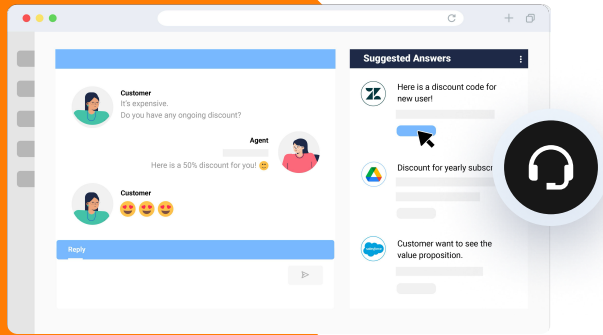 Suggested Answers
Customer
It's expensive.
Do you have any ongoing discount?
Agent
Here is a 50% discount for you! 😄
Customer
😍 😍 😍
Reply
Here is a discount code for
new user!
Discount for yearly subscr
Customer want to see the
value proposition.
salesforce